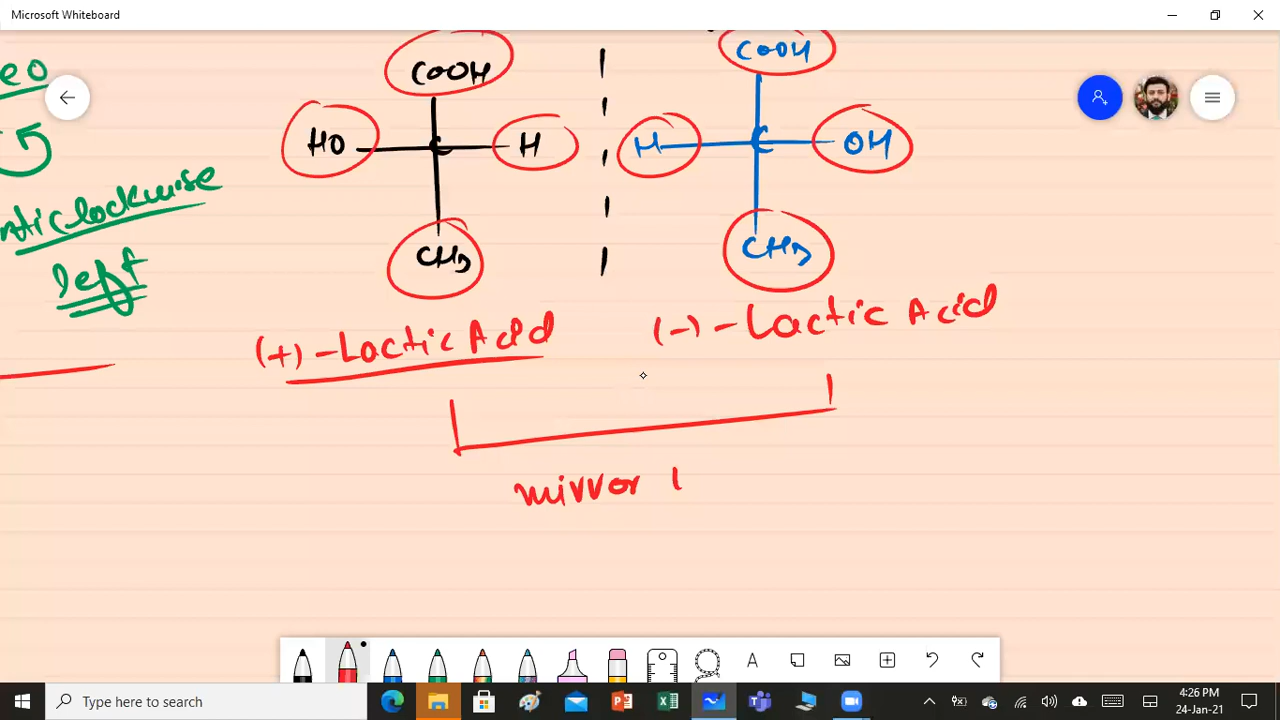 Microsoft Whiteboard
eo
COOH
COOH
HO
C
H
H
C
OH
Anticlockwise
left
CH3
CH3
(+)-Lactic Acid
(-)-Lactic Acid
mirror I
A
Type here to search
4:26 PM
24-Jan-21